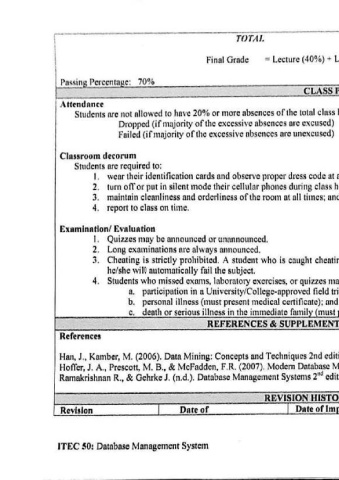 TOTAL
Final Grade = Lecture (40%) + L
Passing Percentage: 70%
CLASS P
Attendance
Students are not allowed to have 20% or more absences of the total class
Dropped (if majority of the excessive absences are excused)
Failed (if majority of the excessive absences are unexcused)
Classroom decorum
Students are required to:
1. wear their identification cards and observe proper dress code at a
2. turn off or put in silent mode their cellular phones during class h
3. maintain cleanliness and orderliness of the room at all times; and
4. report to class on time.
Examination/ Evaluation
1. Quizzes may be announced or unannounced.
2. Long examinations are always announced.
3. Cheating is strictly prohibited. A student who is caught cheatin
he/she will automatically fail the subject.
4. Students who missed exams, laboratory exercises, or quizzes ma
a. participation in a University/College-approved field tri
b. personal illness (must present medical certificate); and
c. death or serious illness in the immediate family (must p
REFERENCES & SUPPLEMENT
References
Han, J., Kamber, M. (2006). Data Mining: Concepts and Techniques 2nd editi
Hoffer, J. A., Prescott, M. B., & McFadden, F.R. (2007). Modern Database M
Ramakrishnan R., & Gehrke J. (n.d.). Database Management Systems 2nd edit
REVISION HISTO
Revision Date of Date of Imp
ITEC 50: Database Management System